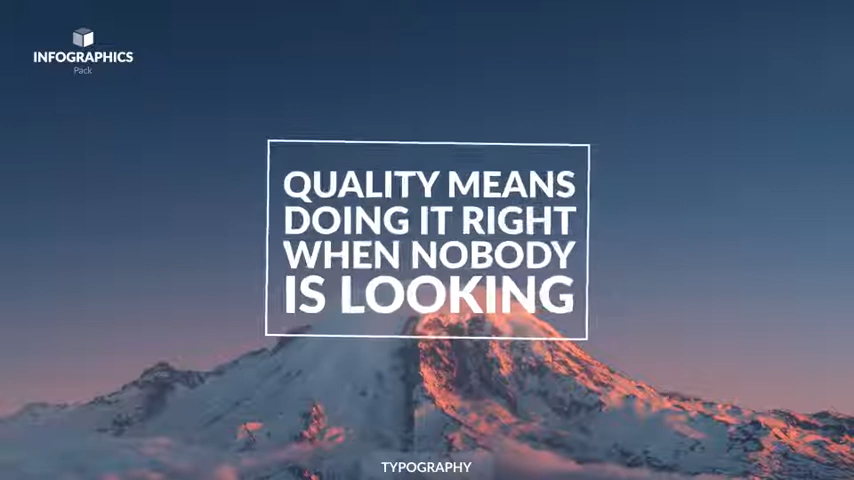 INFOGRAPHICS
Pack
QUALITY MEANS
DOING IT RIGHT
WHEN NOBODY
IS LOOKING
TYPOGRAPHY